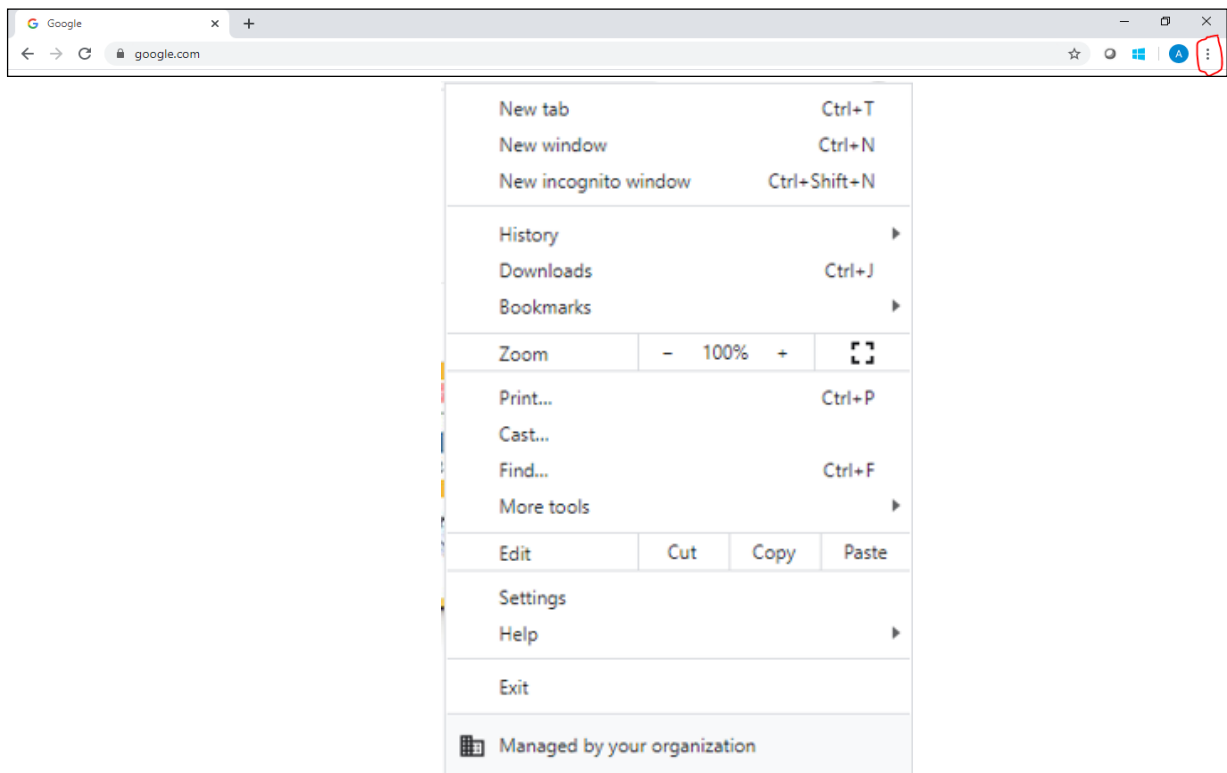 Google
google.com
A
New tab Ctrl+T
New window Ctrl+N
New incognito window Ctrl+Shift+N
History
Downloads Ctrl+J
Bookmarks
Zoom - 100% +
Print... Ctrl+P
Cast...
Find... Ctrl+F
More tools
Edit Cut Copy Paste
Settings
Help
Exit
Managed by your organization